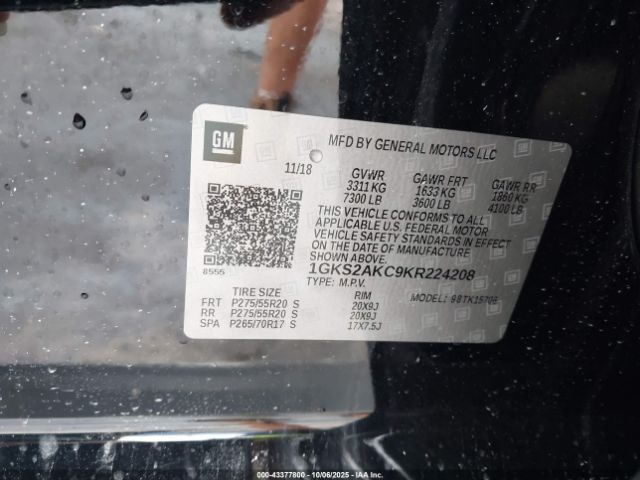 GM
MFD BY GENERAL MOTORS LLC
11/18
GVWR GAWR FRT GAWR RR
3311 KG 1633 KG 1860 KG
7300 LB 3600 LB 4100 LB
THIS VEHICLE CONFORMS TO ALL
APPLICABLE U.S. FEDERAL MOTOR
VEHICLE SAFETY STANDARDS IN EFFECT
ON THE DATE OF MANUFACTURE
SHOWN ABOVE.
8555
1GKS2AKC9KR224208
TYPE: M.P.V.
MODEL: 98TK15706
TIRE SIZE RIM
FRT P275/55R20 S 20X9J
RR P275/55R20 S 20X9J
SPA P265/70R17 S 17X7.5J
000-43377800 - 10/06/2025 - IAA Inc.